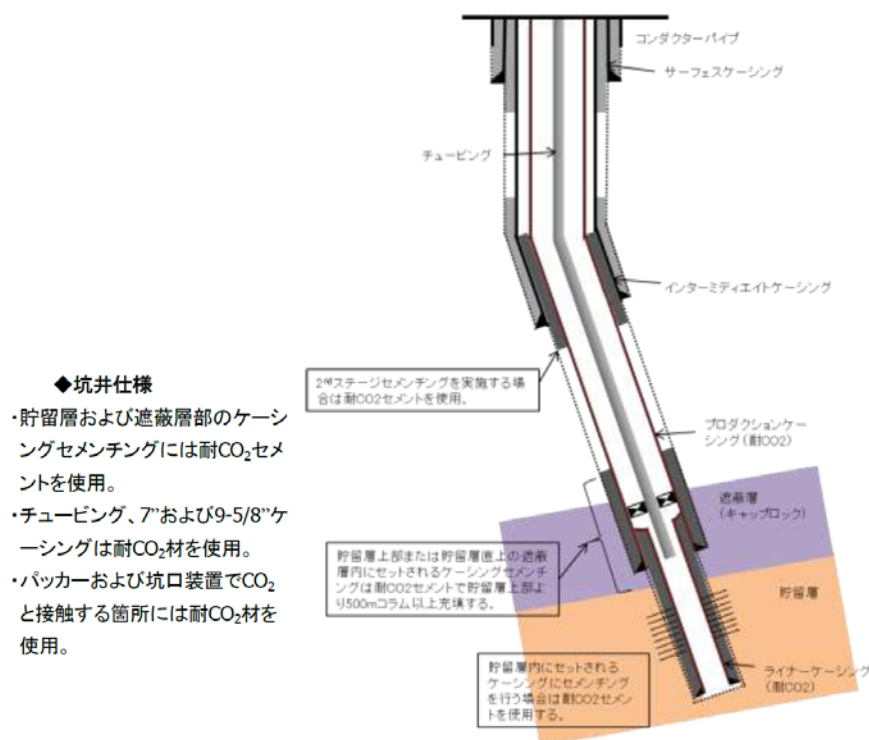 コンダクターパイプ
サーフェスケーシング
チュービング
インターミディエイトケーシング
◆坑井仕様
・貯留層および遮蔽層部のケーシ
ングセメンチングには耐CO₂セメ
ントを使用。
・チュービング、7”および9-5/8”ケ
ーシングは耐CO₂材を使用。
・パッカーおよび坑口装置でCO₂
と接触する箇所には耐CO₂材を
使用。
2ⁿᵈステージセメンチングを実施する場
合は耐CO2セメントを使用。
プロダクションケー
シング(耐CO2)
遮蔽層
(キャップロック)
貯留層上部または貯留層直上の遮蔽
層内にセットされるケーシングセメンチ
ングは耐CO2セメントで貯留層上部よ
り500mコラム以上充填する。
貯留層
貯留層内にセットされる
ケーシングにセメンチング
を行う場合は耐CO2セメ
ントを使用する。
ライナーケーシング
(耐CO2)